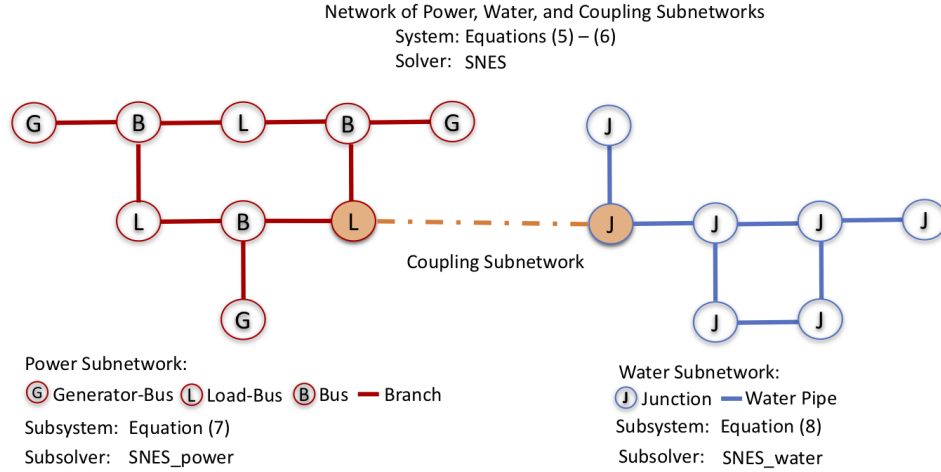 Network of Power, Water, and Coupling Subnetworks
System: Equations (5) – (6)
Solver: SNES
G B L B G
J
L B L
J J J J
Coupling Subnetwork
G
J J
Power Subnetwork:
G Generator-Bus L Load-Bus B Bus Branch
Subsystem: Equation (7)
Subsolver: SNES_power
Water Subnetwork:
J Junction Water Pipe
Subsystem: Equation (8)
Subsolver: SNES_water